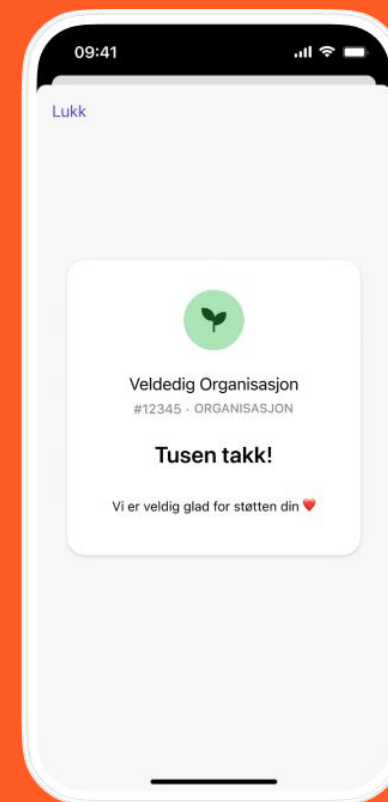 09:41
Lukk
Veldedig Organisasjon
#12345 · ORGANISASJON
Tusen takk!
Vi er veldig glad for støtten din ❤️